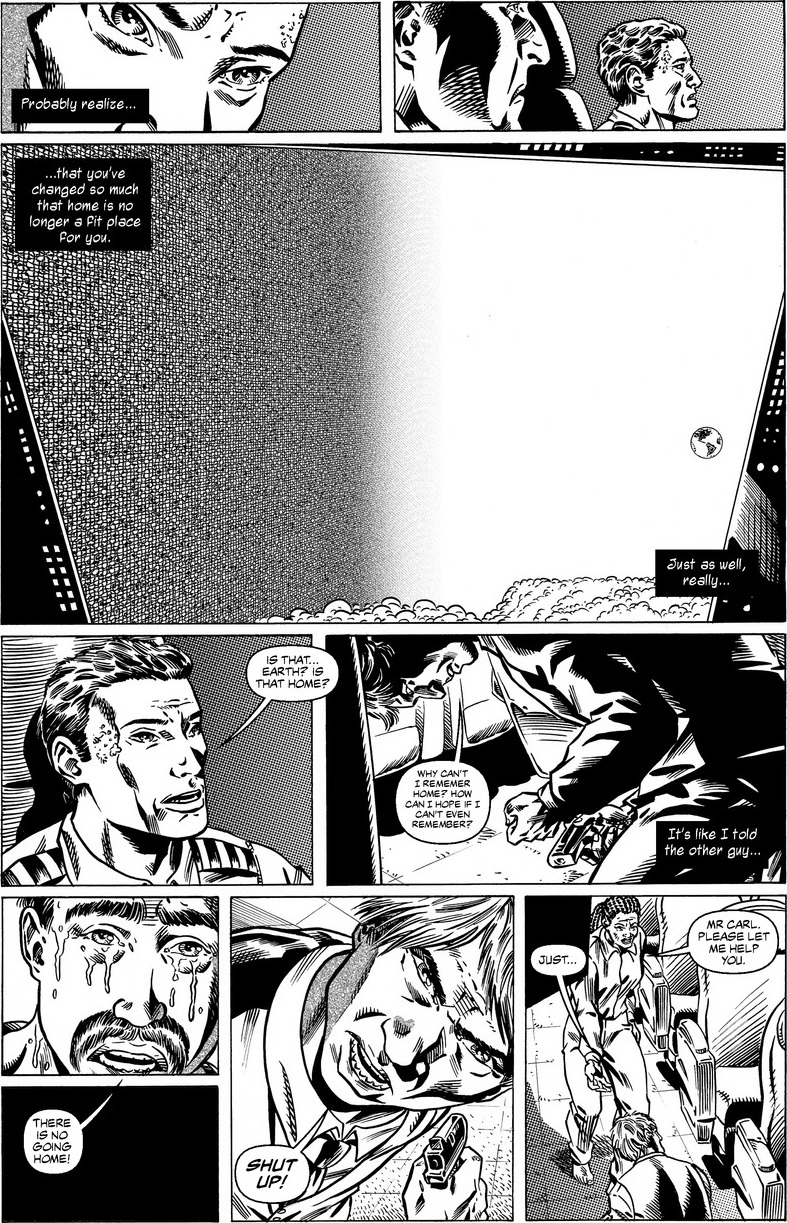 Probably realize...
...that you've
changed so much
that home is no
longer a fit place
for you.
Just as well,
really...
IS THAT...
EARTH? IS
THAT HOME?
WHY CAN'T
I REMEMER
HOME? HOW
CAN I HOPE IF I
CAN'T EVEN
REMEMBER?
It's like I told
the other guy...
THERE
IS NO
GOING
HOME!
SHUT
UP!
JUST...
MR CARL.
PLEASE LET
ME HELP
YOU.